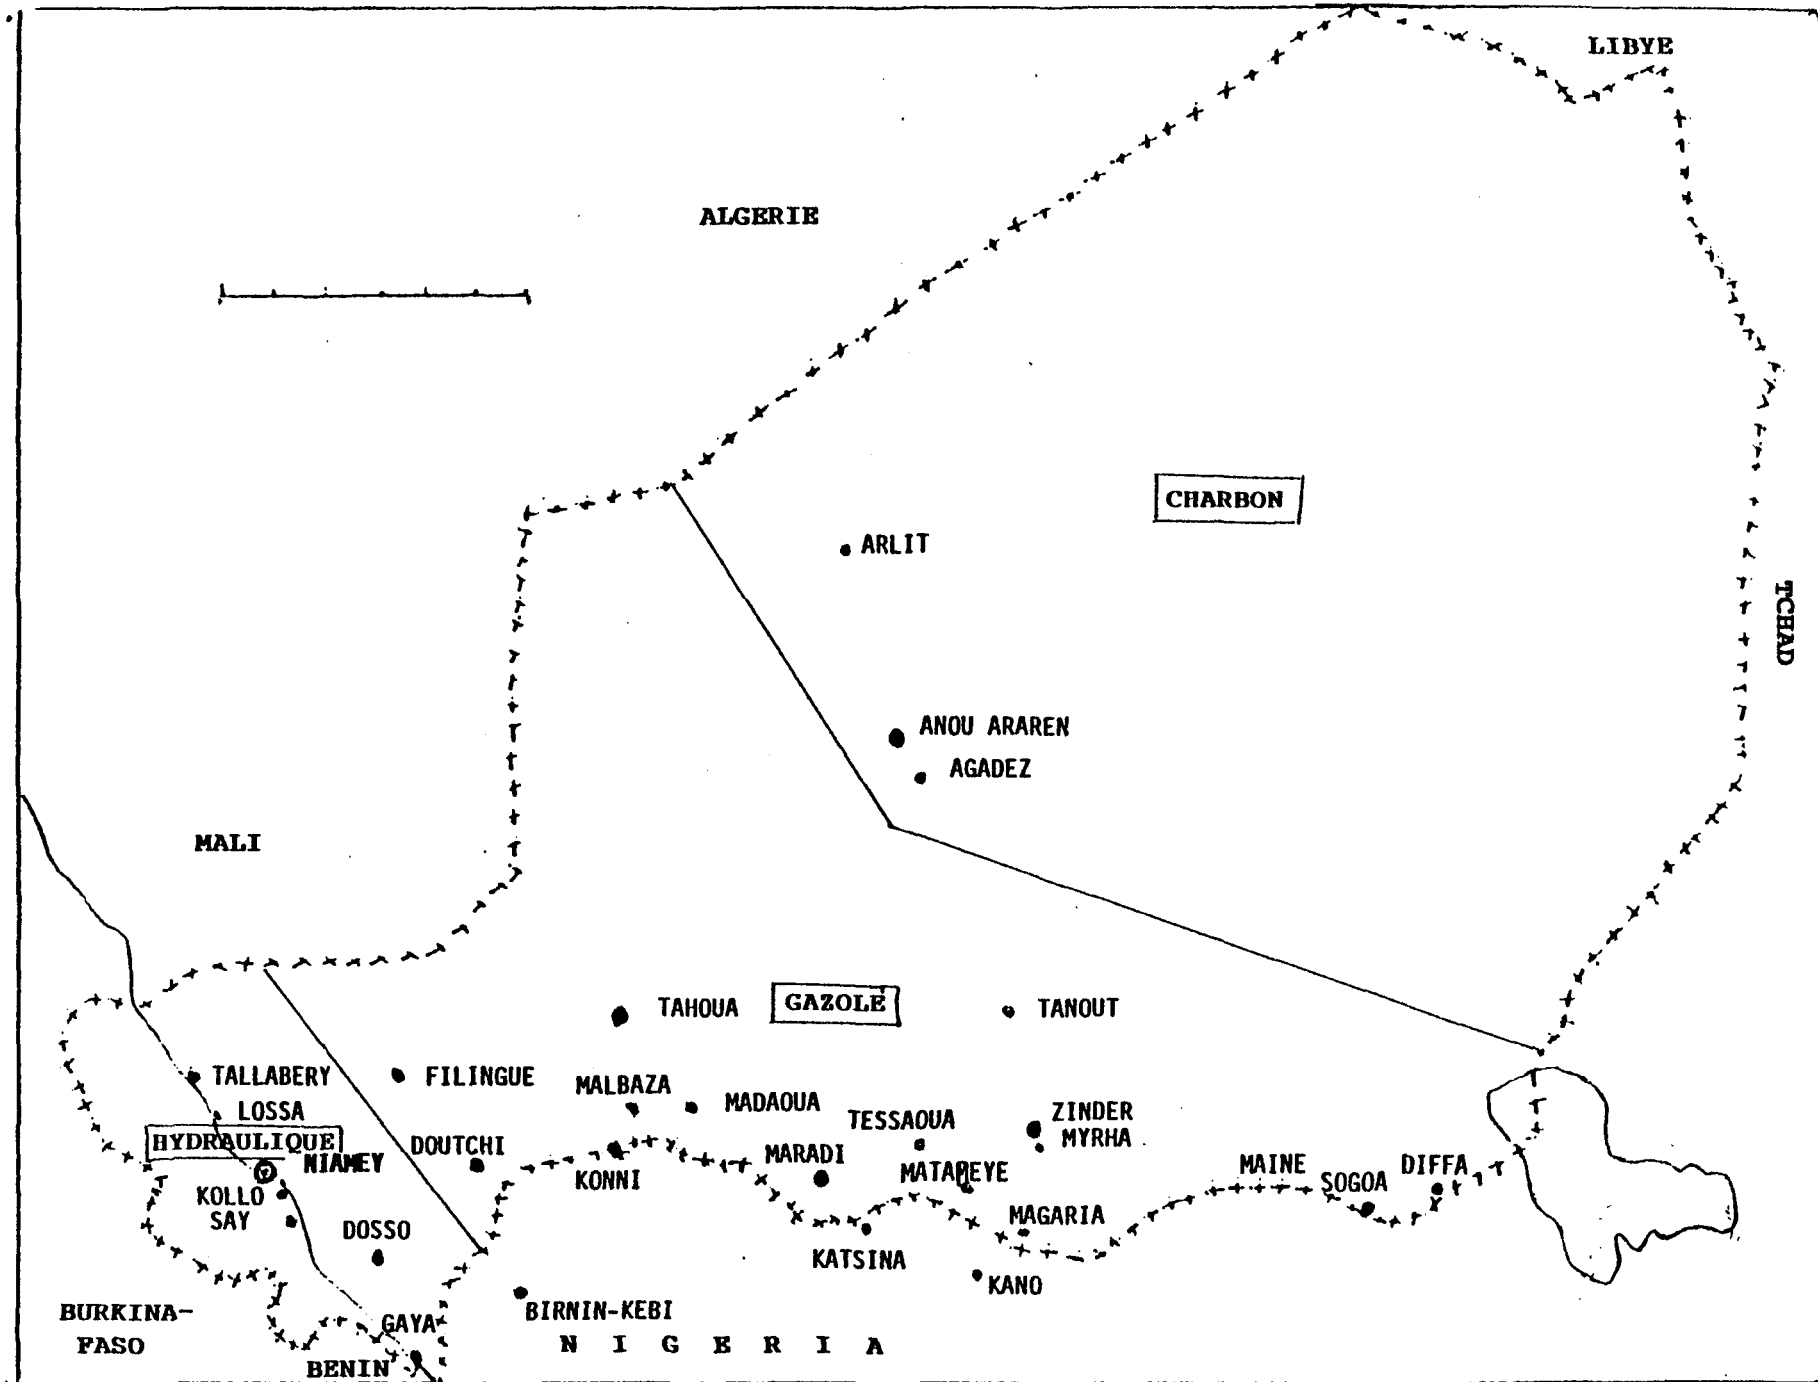 LIBYE
ALGERIE
CHARBON
ARLIT
TCHAD
ANOU ARAREN
AGADEZ
MALI
TAHOUA
GAZOLE
TANOUT
TALLABERY
FILINGUE
MALBAZA
MADAOUA
LOSSA
TESSAOUA
ZINDER
MYRHA
HYDRAULIQUE
NIAMEY
DOUTCHI
KONNI
MARADI
MATAMEYE
MAINE
SOGOA
DIFFA
KOLLO
SAY
DOSSO
MAGARIA
KATSINA
KANO
BURKINA-
FASO
GAYA
BIRNIN-KEBI
NIGERIA
BENIN